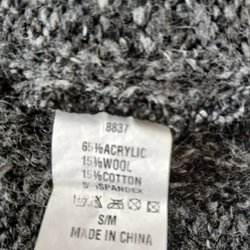 8837
65%ACRYLIC
15%WOOL
15%COTTON
5%SPANDEX
S/M
MADE IN CHINA